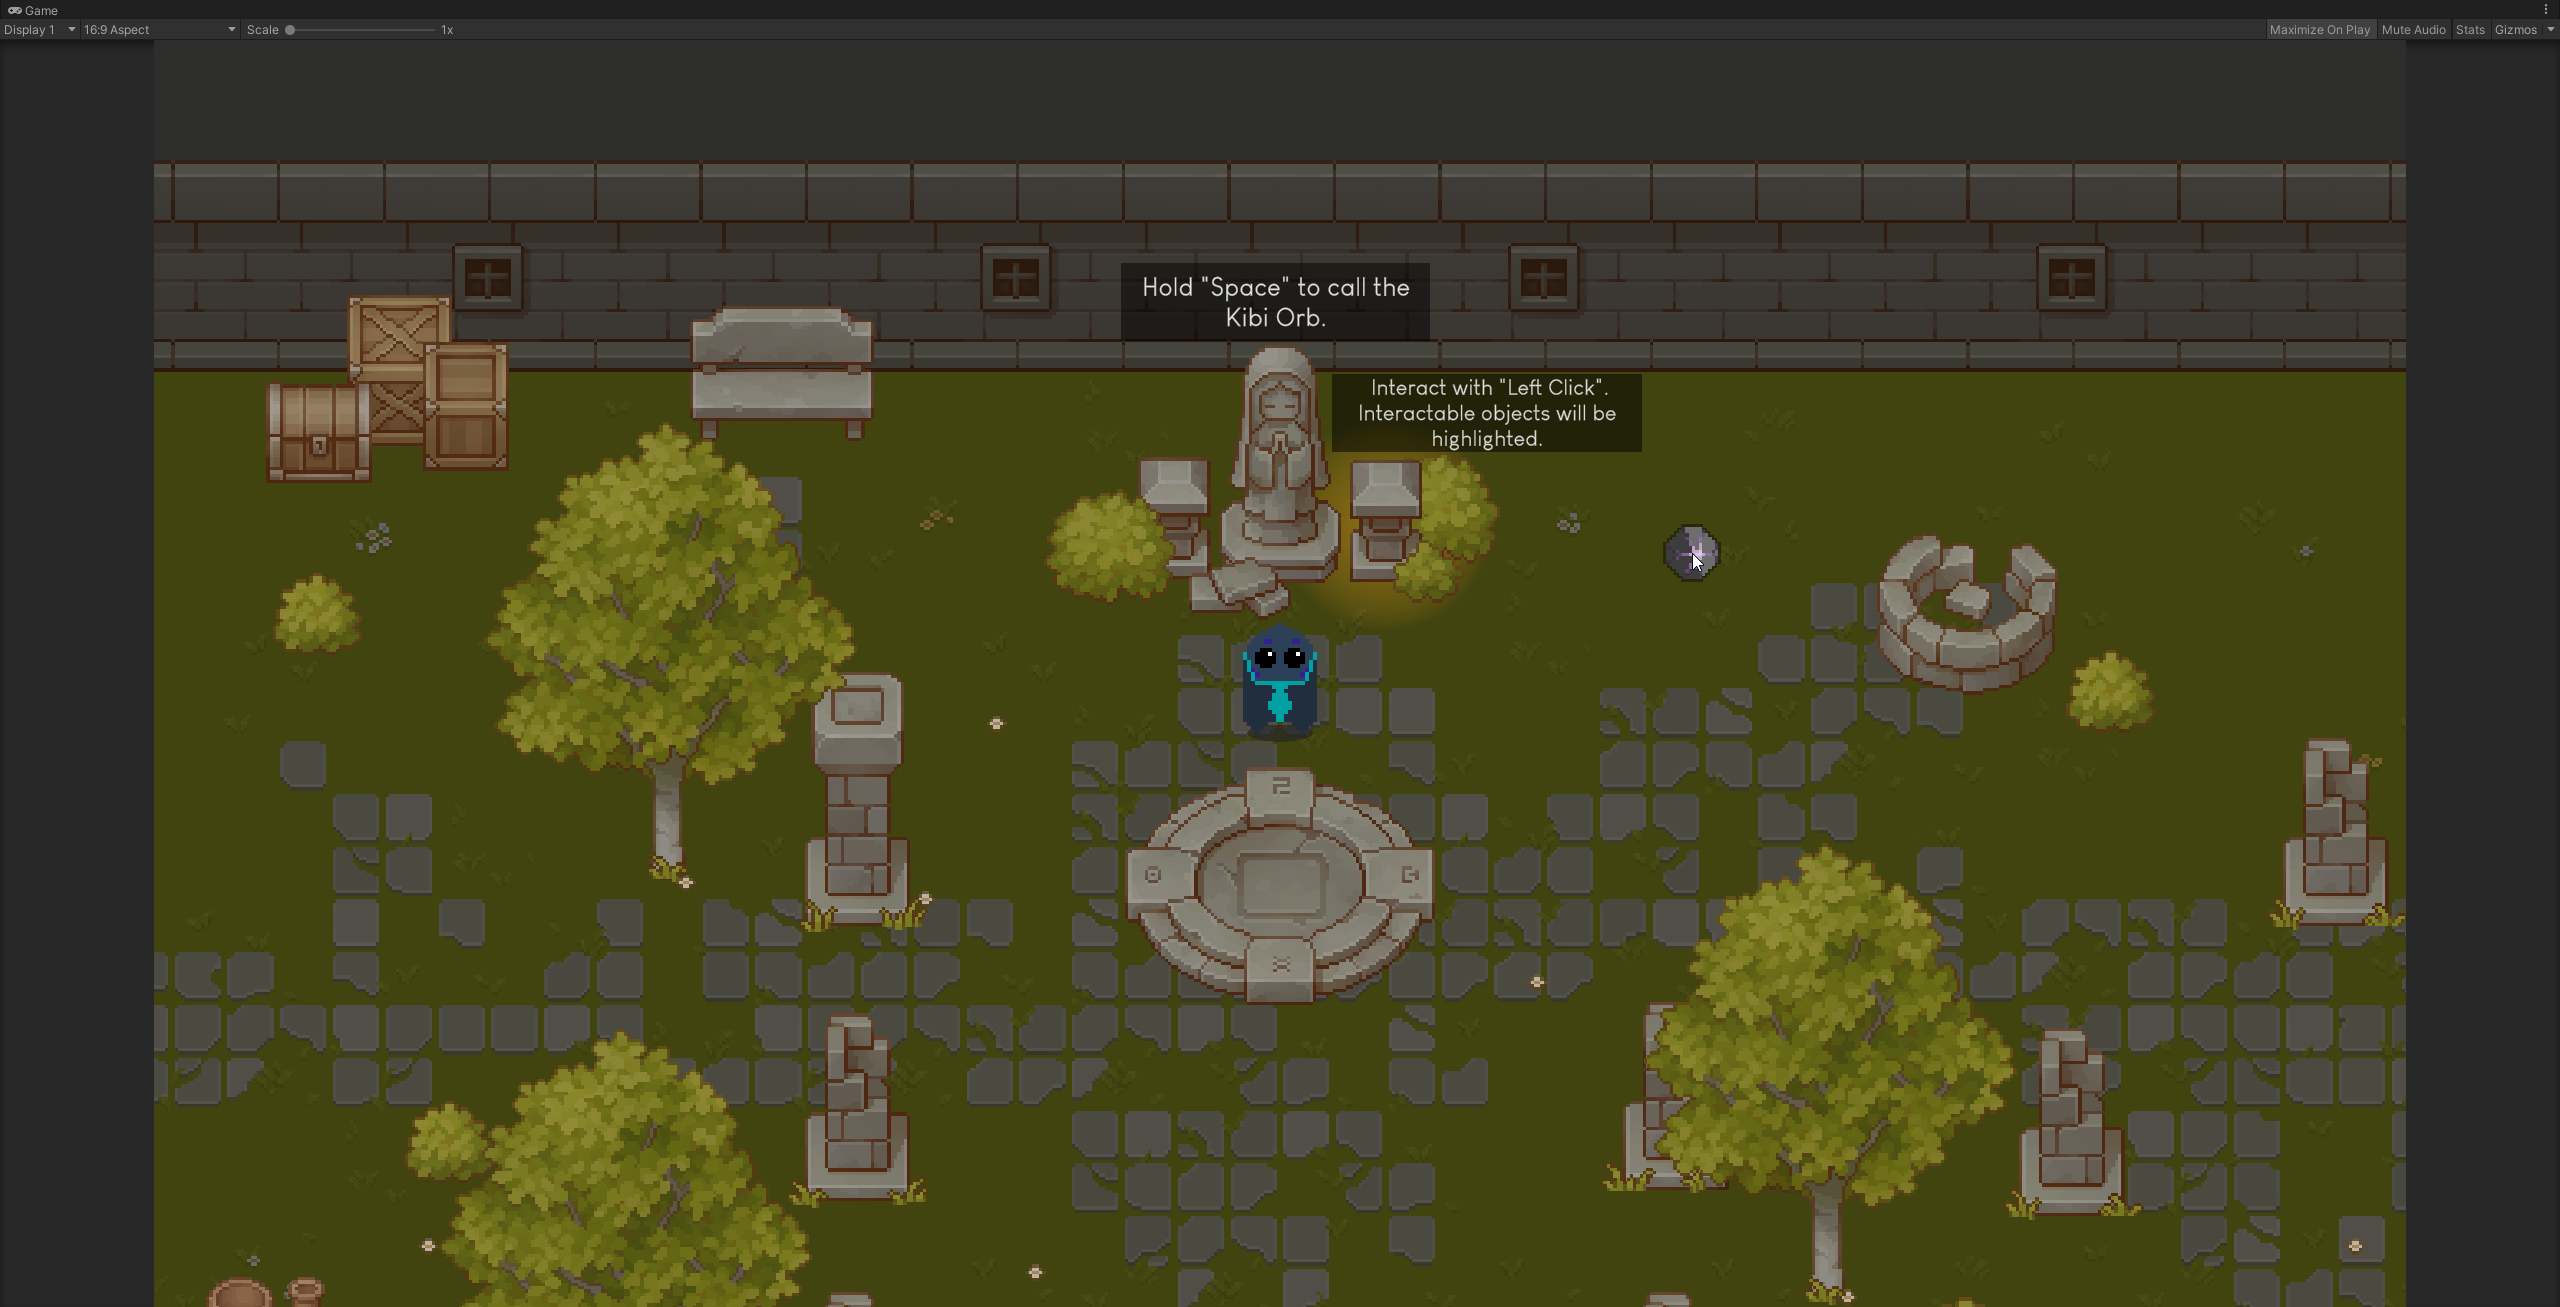 Game
Display 1
16:9 Aspect
Scale
1x
Maximize On Play
Mute Audio
Stats
Gizmos
Hold "Space" to call the
Kibi Orb.
Interact with "Left Click".
Interactable objects will be
highlighted.